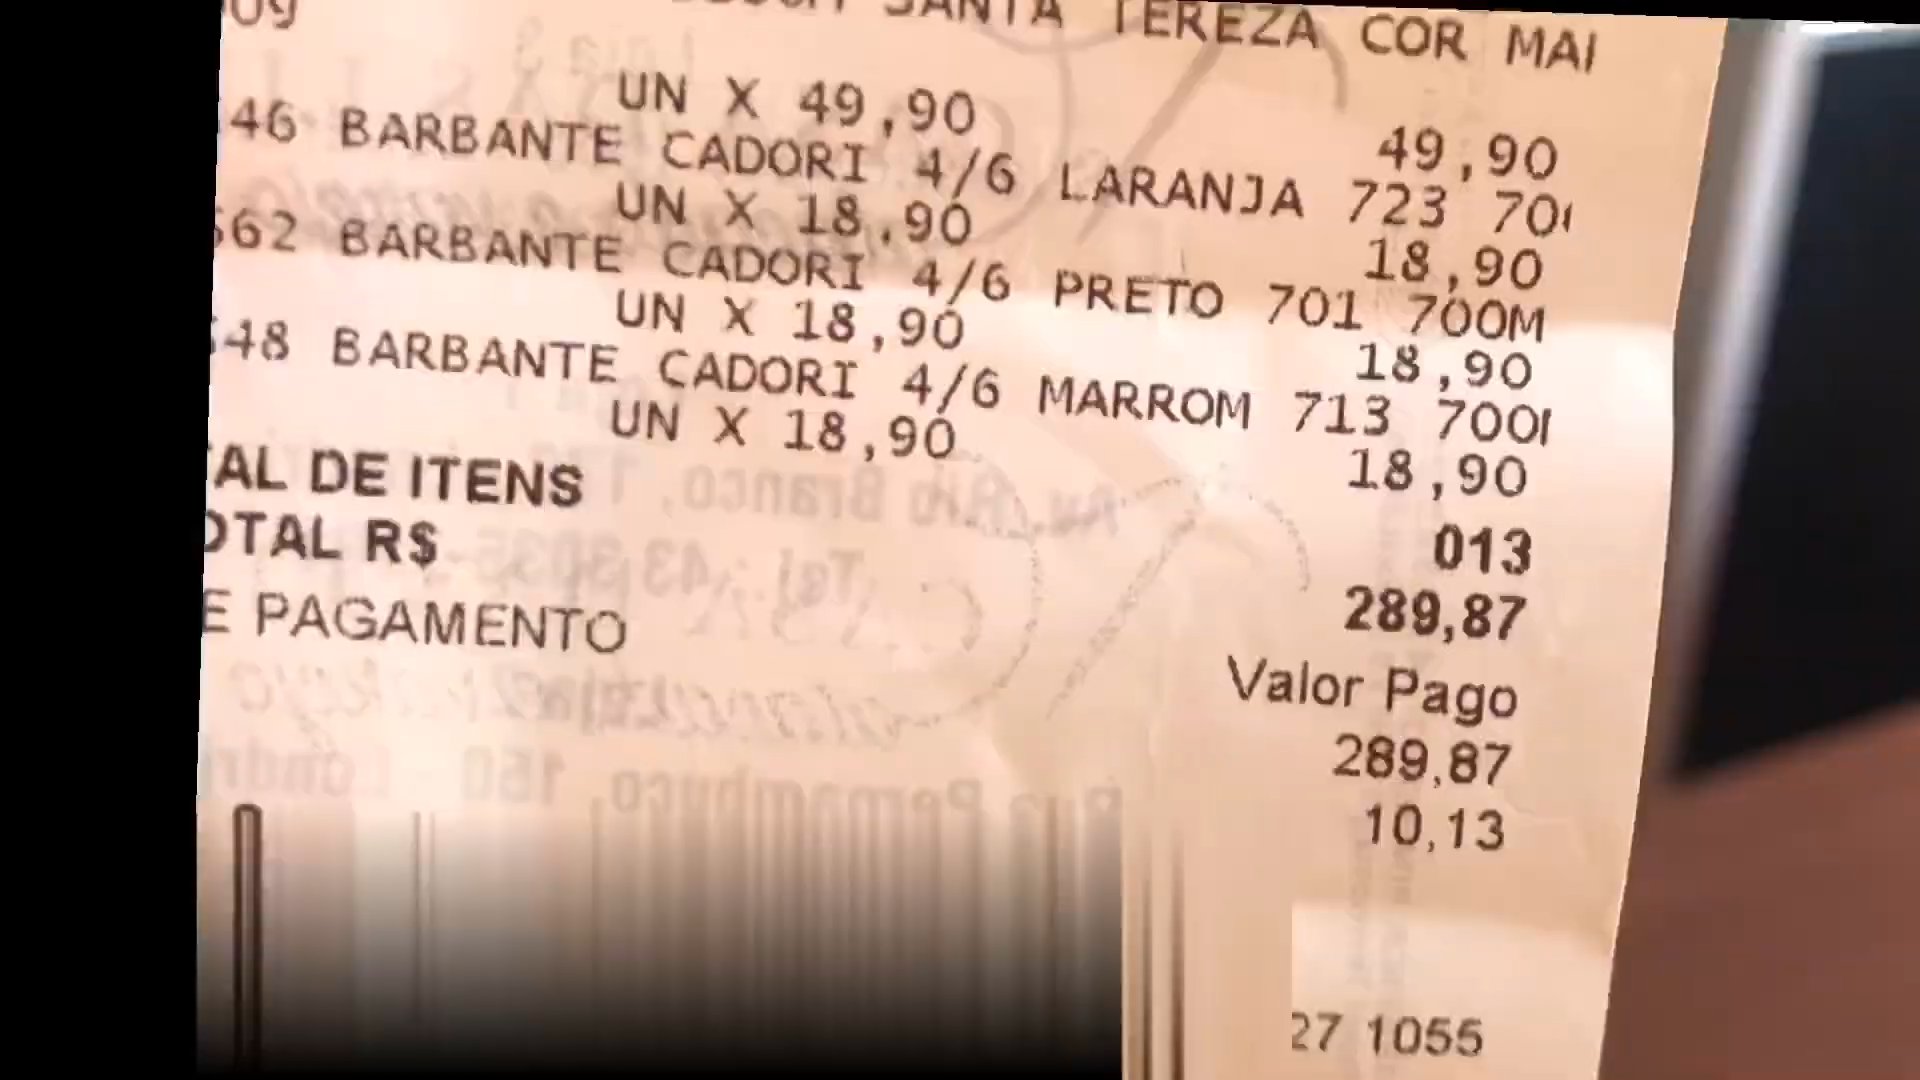 SANTA TEREZA COR MAI
UN X 49,90 49,90
46 BARBANTE CADORI 4/6 LARANJA 723
UN X 18,90 18,90
62 BARBANTE CADORI 4/6 PRETO 701 700M
UN X 18,90 18,90
48 BARBANTE CADORI 4/6 MARROM 713 700
UN X 18,90 18,90
AL DE ITENS 013
OTAL R$ 289,87
E PAGAMENTO Valor Pago
289,87
10,13
27 1055